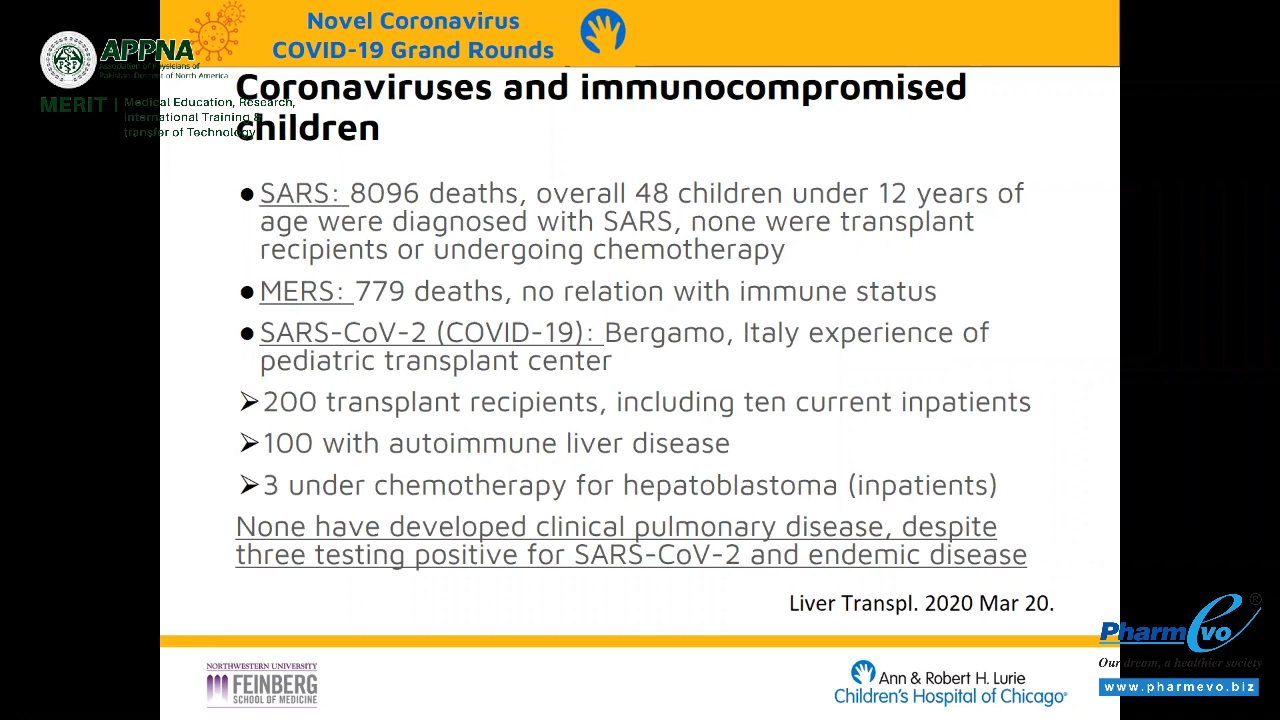 Novel Coronavirus
COVID-19 Grand Rounds
APPNA
Association of Physicians of
Pakistani Descent of North America
MERIT | Medical Education, Research,
International Training &
transfer of Technology
Coronaviruses and immunocompromised
children
● SARS: 8096 deaths, overall 48 children under 12 years of
age were diagnosed with SARS, none were transplant
recipients or undergoing chemotherapy
● MERS: 779 deaths, no relation with immune status
● SARS-CoV-2 (COVID-19): Bergamo, Italy experience of
pediatric transplant center
➢ 200 transplant recipients, including ten current inpatients
➢ 100 with autoimmune liver disease
➢ 3 under chemotherapy for hepatoblastoma (inpatients)
None have developed clinical pulmonary disease, despite
three testing positive for SARS-CoV-2 and endemic disease
Liver Transpl. 2020 Mar 20.
NORTHWESTERN UNIVERSITY
FEINBERG
SCHOOL OF MEDICINE
Ann & Robert H. Lurie
Children's Hospital of Chicago®
PharmEvo ®
Our dream, a healthier society
www.pharmevo.biz